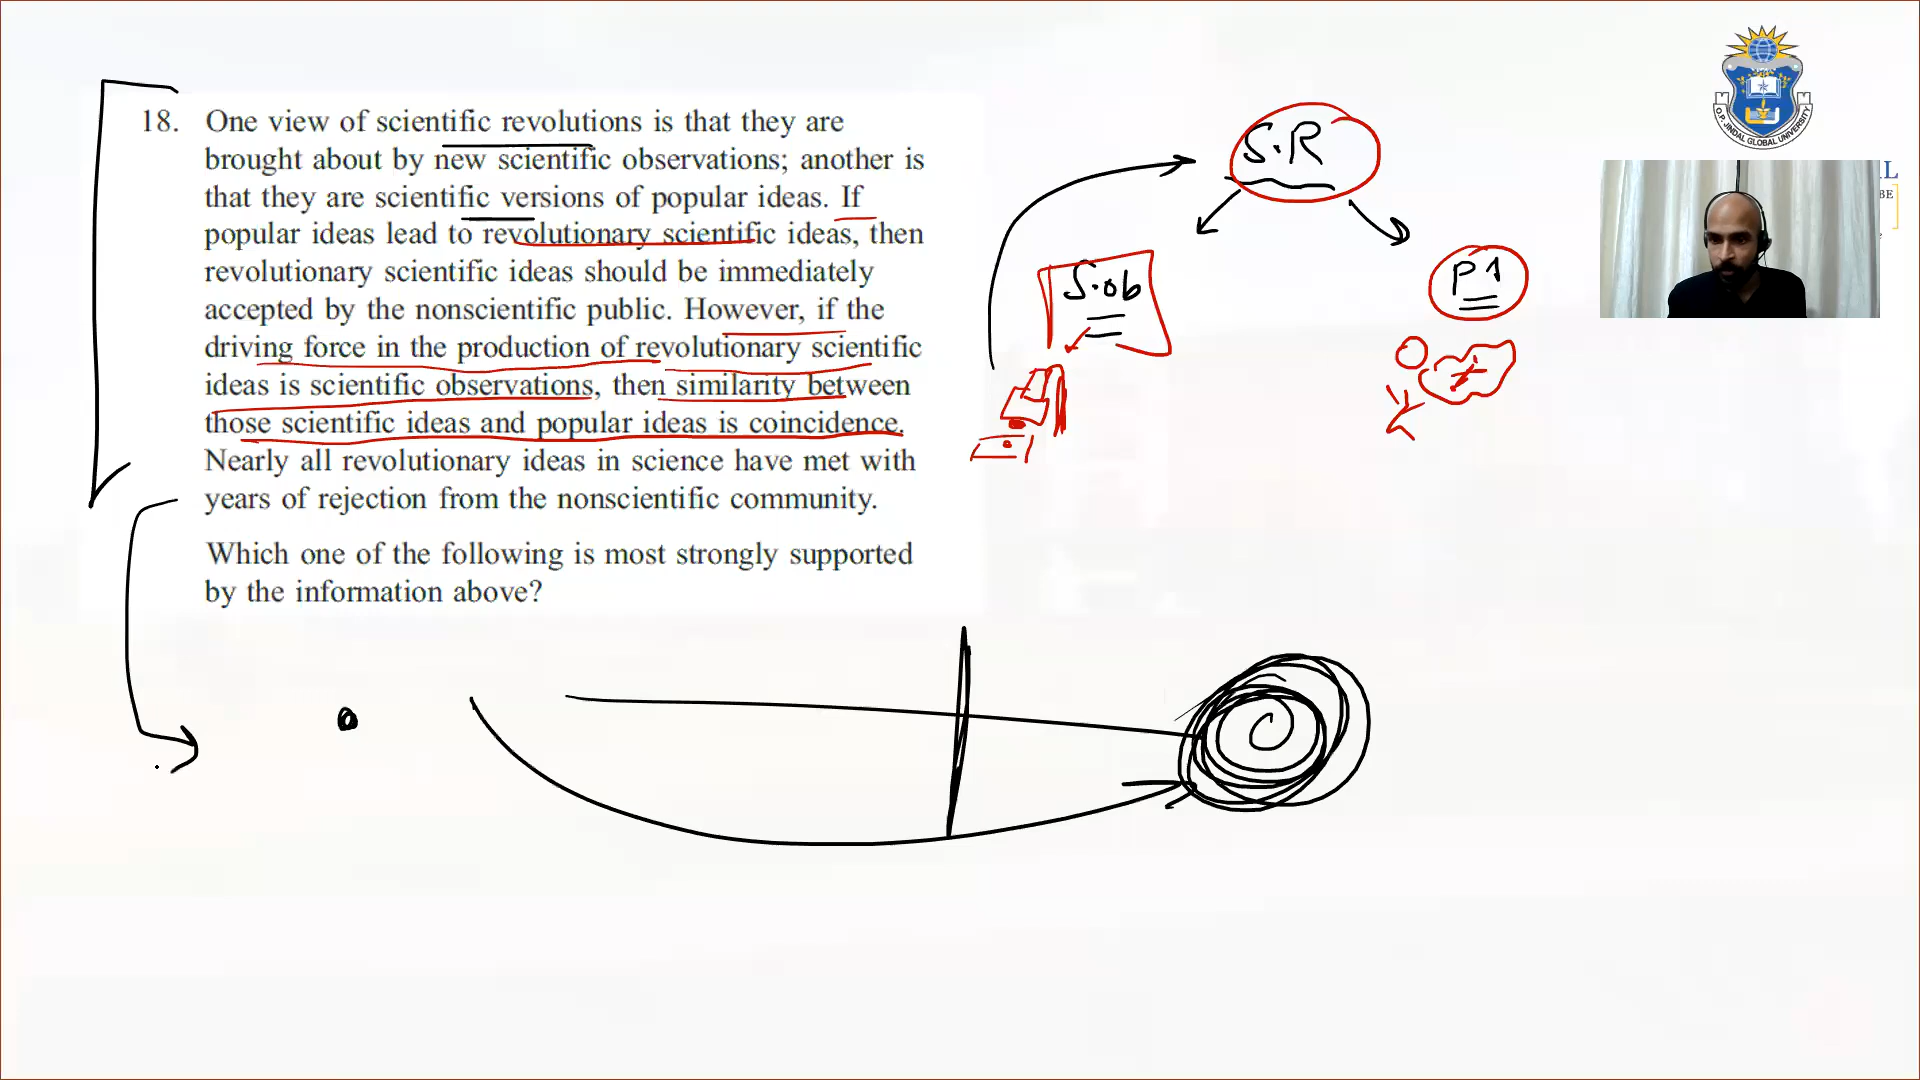 18. One view of scientific revolutions is that they are
brought about by new scientific observations; another is
that they are scientific versions of popular ideas. If
popular ideas lead to revolutionary scientific ideas, then
revolutionary scientific ideas should be immediately
accepted by the nonscientific public. However, if the
driving force in the production of revolutionary scientific
ideas is scientific observations, then similarity between
those scientific ideas and popular ideas is coincidence.
Nearly all revolutionary ideas in science have met with
years of rejection from the nonscientific community.
Which one of the following is most strongly supported
by the information above?
S.R
S.ob
P1
O.P. JINDAL GLOBAL UNIVERSITY
L
BE